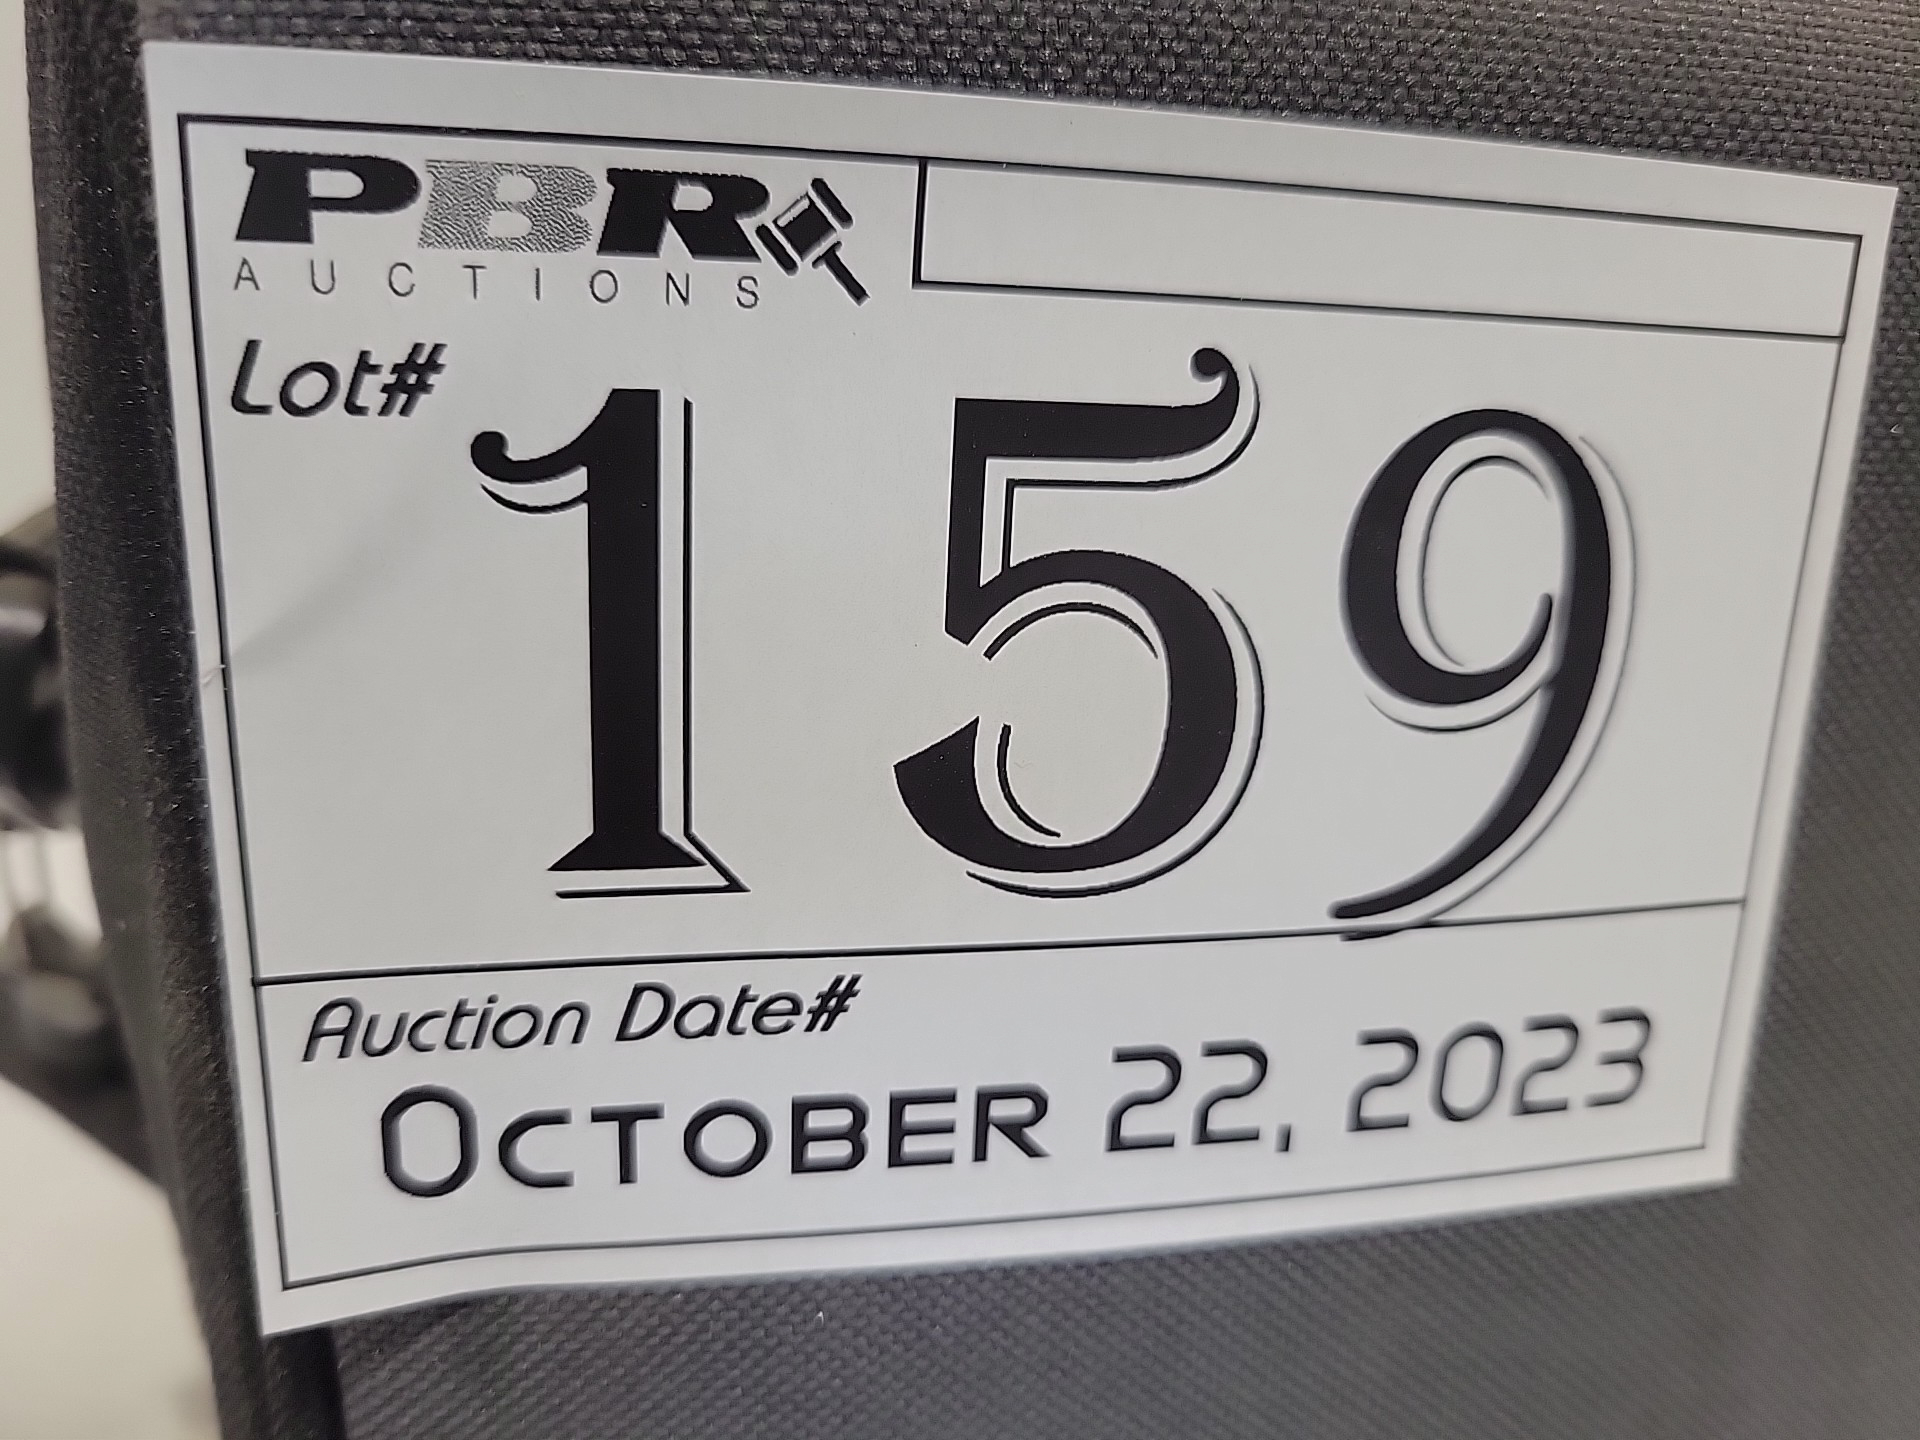 PBR
AUCTIONS
Lot#
159
Auction Date#
October 22, 2023